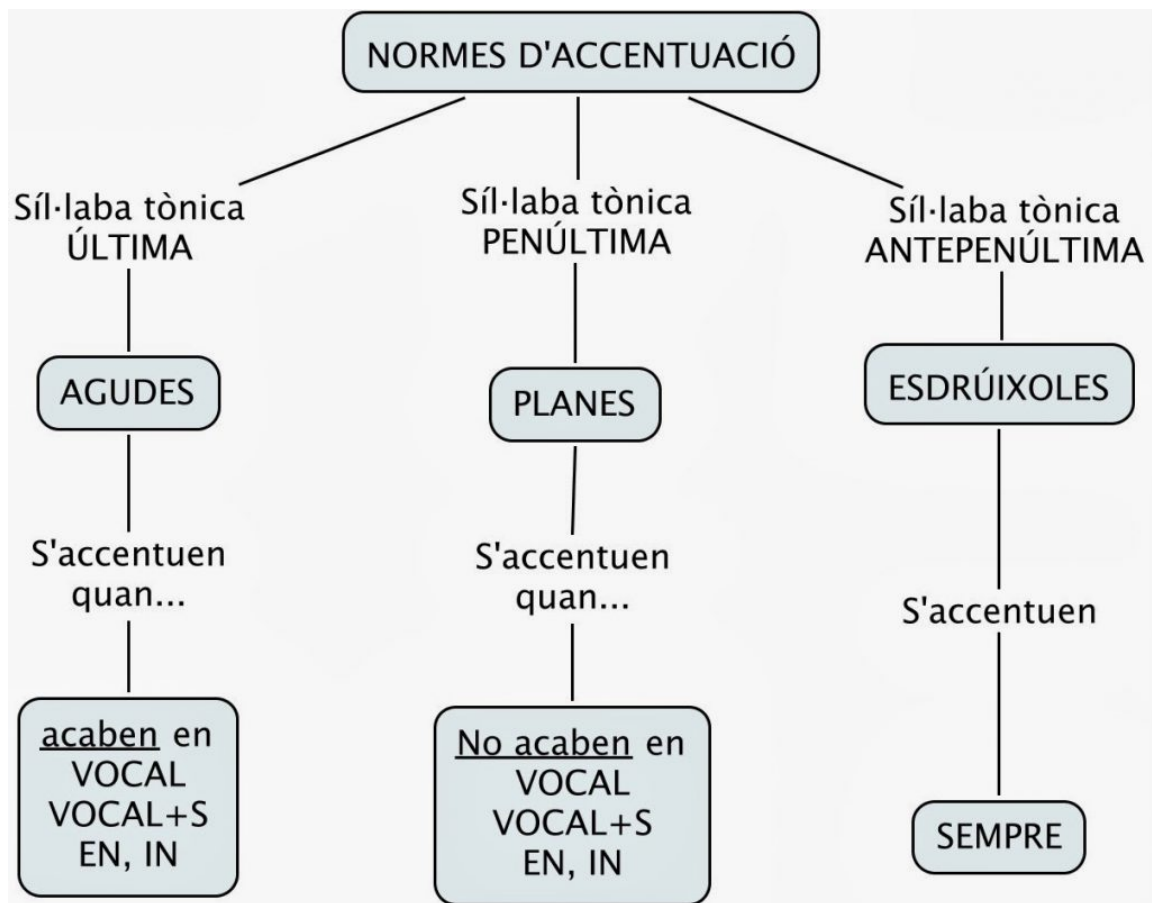 NORMES D'ACCENTUACIÓ
Síl·laba tònica
ÚLTIMA
AGUDES
S'accentuen
quan...
acaben en
VOCAL
VOCAL+S
EN, IN
Síl·laba tònica
PENÚLTIMA
PLANES
S'accentuen
quan...
No acaben en
VOCAL
VOCAL+S
EN, IN
Síl·laba tònica
ANTEPENÚLTIMA
ESDRÚIXOLES
S'accentuen
SEMPRE